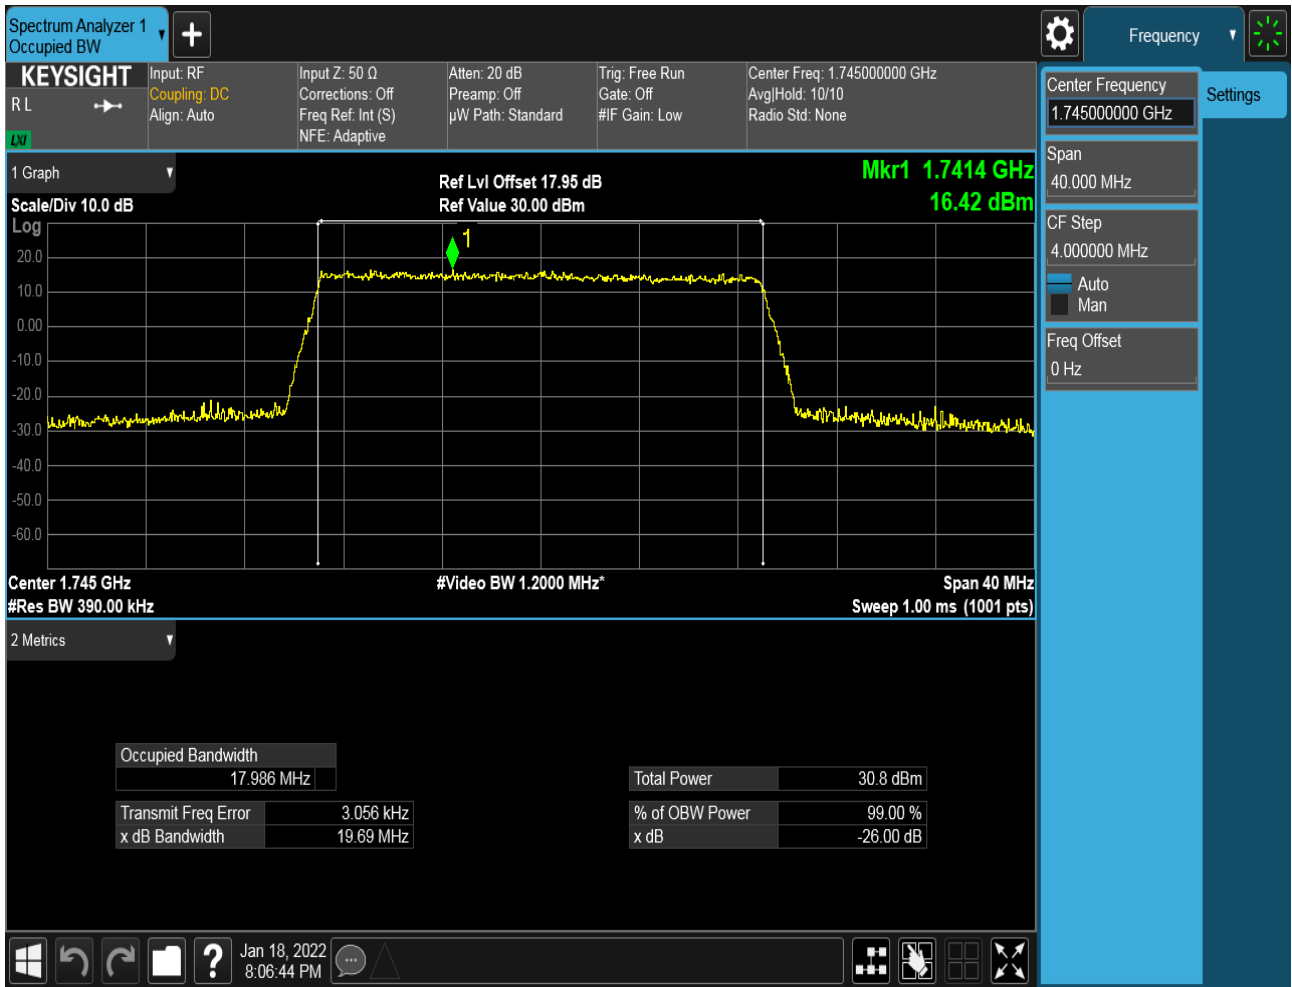 Spectrum Analyzer 1
Occupied BW
Frequency
KEYSIGHT
R L
LXI
Input: RF
Coupling: DC
Align: Auto
Input Z: 50 Ω
Corrections: Off
Freq Ref: Int (S)
NFE: Adaptive
Atten: 20 dB
Preamp: Off
µW Path: Standard
Trig: Free Run
Gate: Off
#IF Gain: Low
Center Freq: 1.745000000 GHz
Avg|Hold: 10/10
Radio Std: None
Center Frequency
1.745000000 GHz
Settings
Span
40.000 MHz
CF Step
4.000000 MHz
Auto
Man
Freq Offset
0 Hz
1 Graph
Scale/Div 10.0 dB
Ref Lvl Offset 17.95 dB
Ref Value 30.00 dBm
Mkr1 1.7414 GHz
16.42 dBm
Log
1
20.0
10.0
0.00
-10.0
-20.0
-30.0
-40.0
-50.0
-60.0
Center 1.745 GHz
#Video BW 1.2000 MHz*
Span 40 MHz
#Res BW 390.00 kHz
Sweep 1.00 ms (1001 pts)
2 Metrics
Occupied Bandwidth
17.986 MHz
Total Power 30.8 dBm
Transmit Freq Error 3.056 kHz
% of OBW Power 99.00 %
x dB Bandwidth 19.69 MHz
x dB -26.00 dB
?
Jan 18, 2022
8:06:44 PM